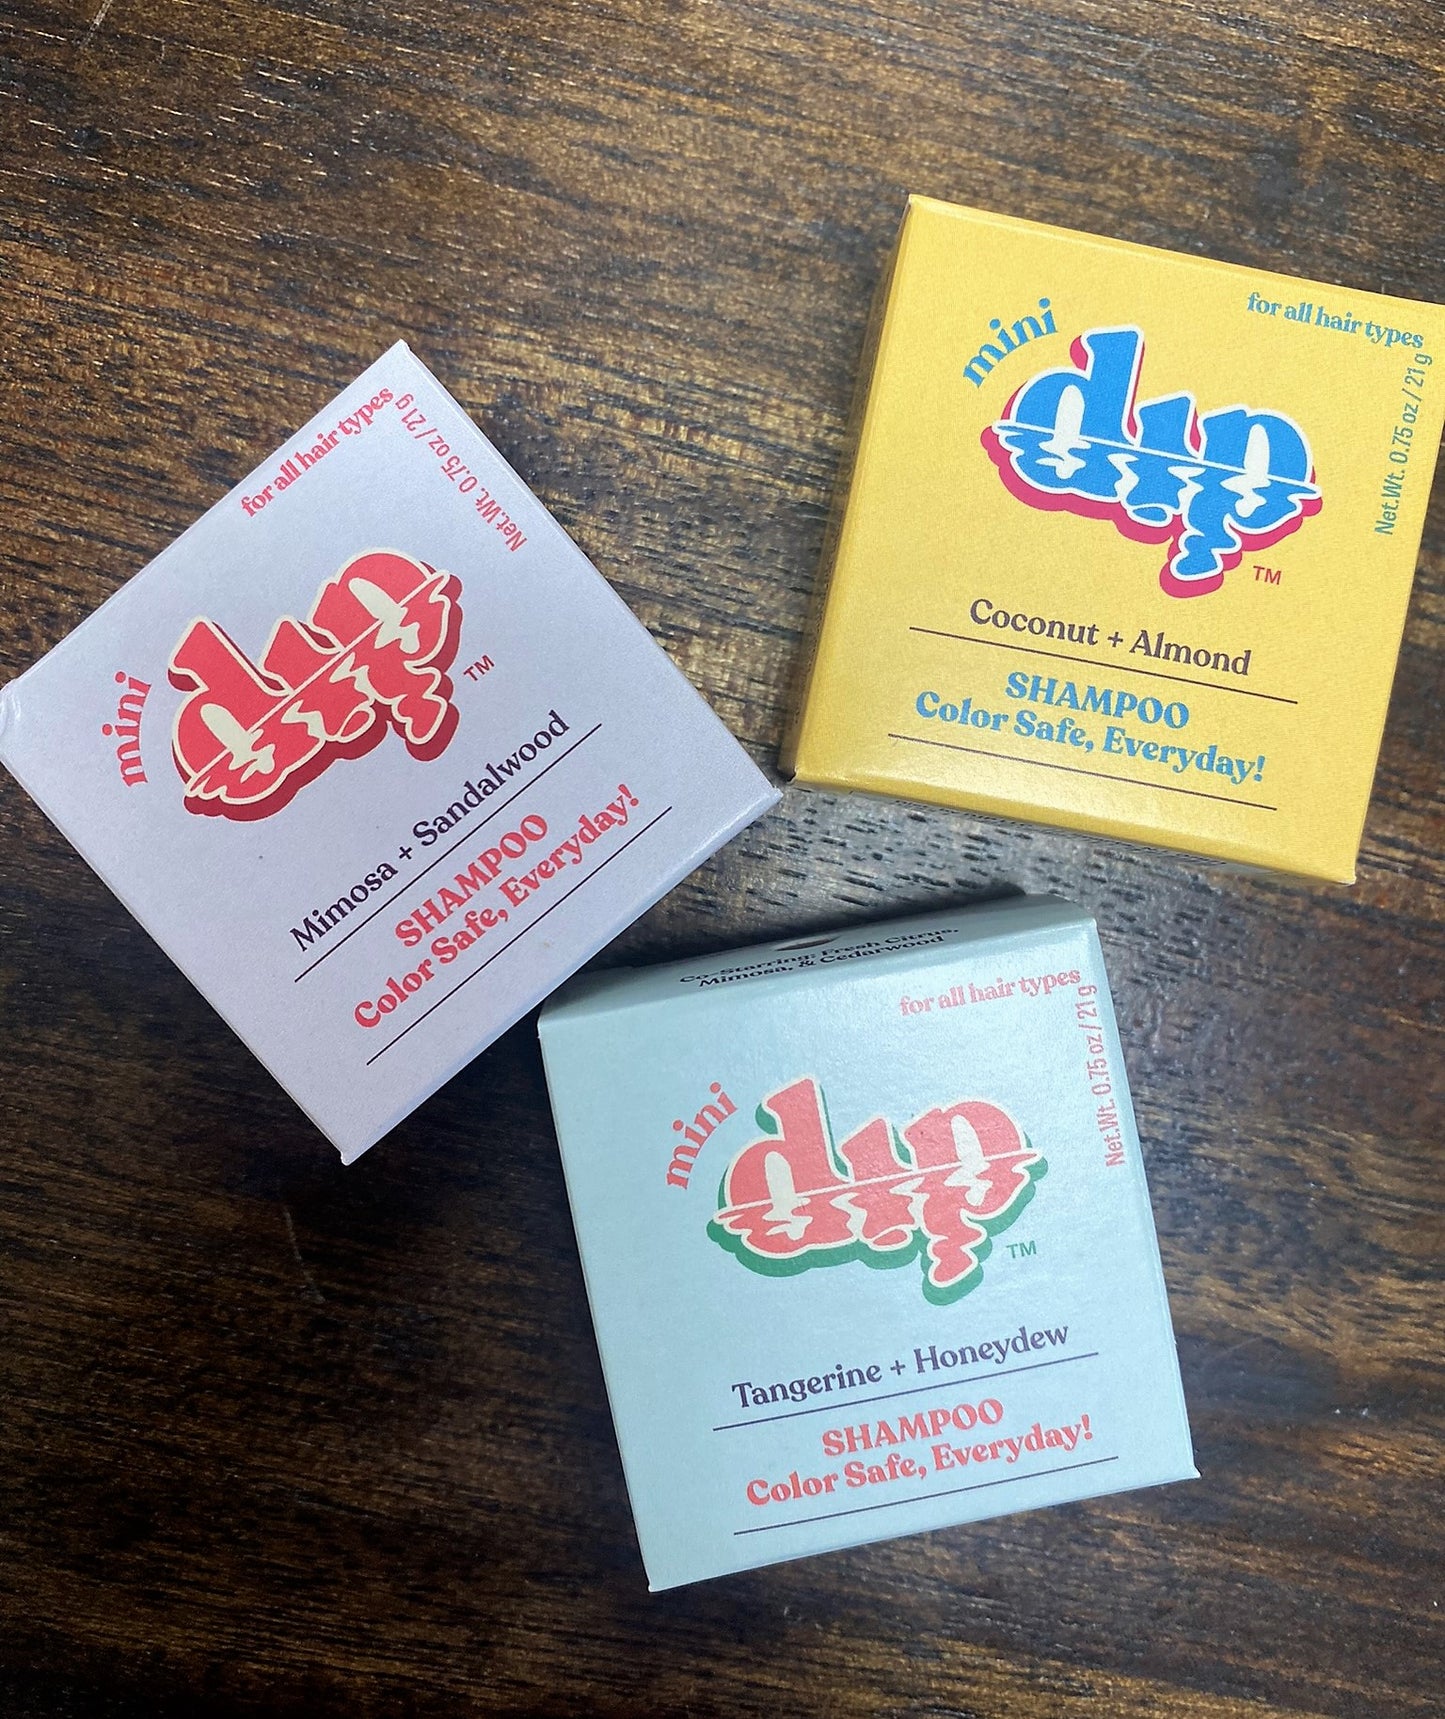 for all hair types
Net.Wt. 0.75 oz / 21 g
mini
dip
TM
Mimosa + Sandalwood
SHAMPOO
Color Safe, Everyday!
for all hair types
Net.Wt. 0.75 oz / 21 g
mini
dip
TM
Coconut + Almond
SHAMPOO
Color Safe, Everyday!
Co-Starring: Fresh Citrus,
Mimosa, & Cedarwood
for all hair types
Net.Wt. 0.75 oz / 21 g
mini
dip
TM
Tangerine + Honeydew
SHAMPOO
Color Safe, Everyday!